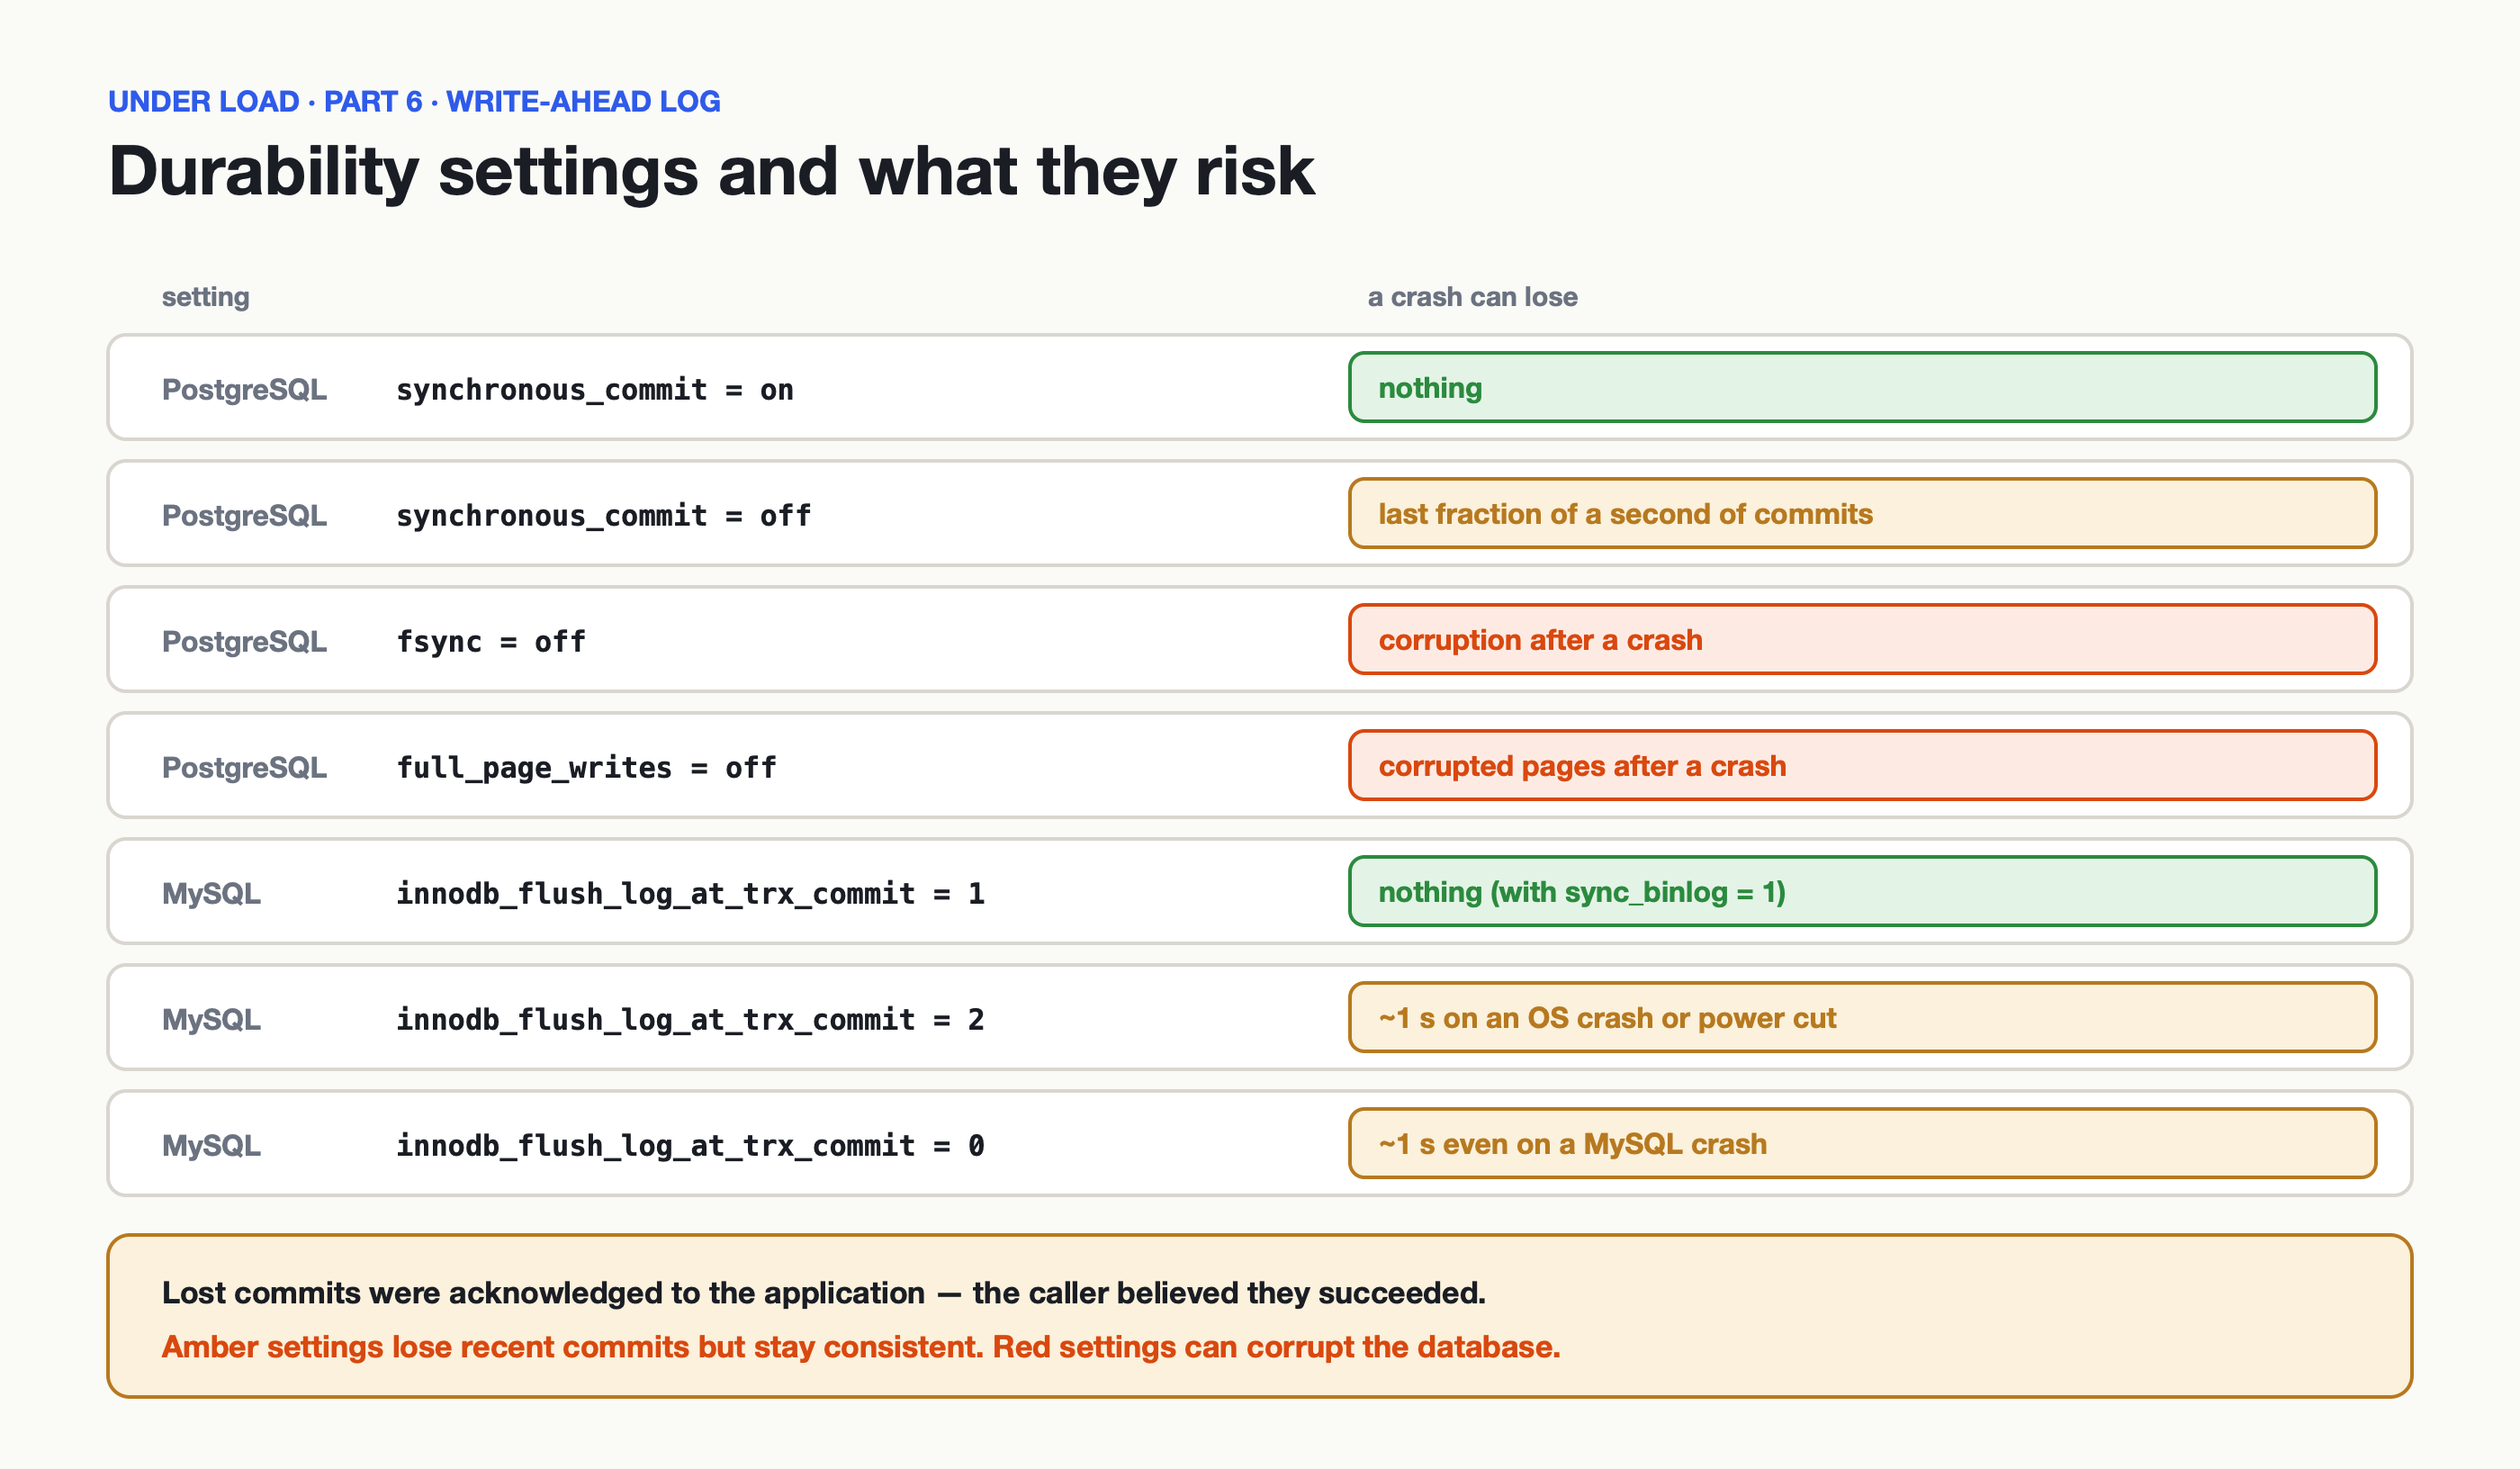 UNDER LOAD · PART 6 · WRITE-AHEAD LOG
Durability settings and what they risk
setting a crash can lose
PostgreSQL synchronous_commit = on nothing
PostgreSQL synchronous_commit = off last fraction of a second of commits
PostgreSQL fsync = off corruption after a crash
PostgreSQL full_page_writes = off corrupted pages after a crash
MySQL innodb_flush_log_at_trx_commit = 1 nothing (with sync_binlog = 1)
MySQL innodb_flush_log_at_trx_commit = 2 ~1 s on an OS crash or power cut
MySQL innodb_flush_log_at_trx_commit = 0 ~1 s even on a MySQL crash
Lost commits were acknowledged to the application — the caller believed they succeeded.
Amber settings lose recent commits but stay consistent. Red settings can corrupt the database.